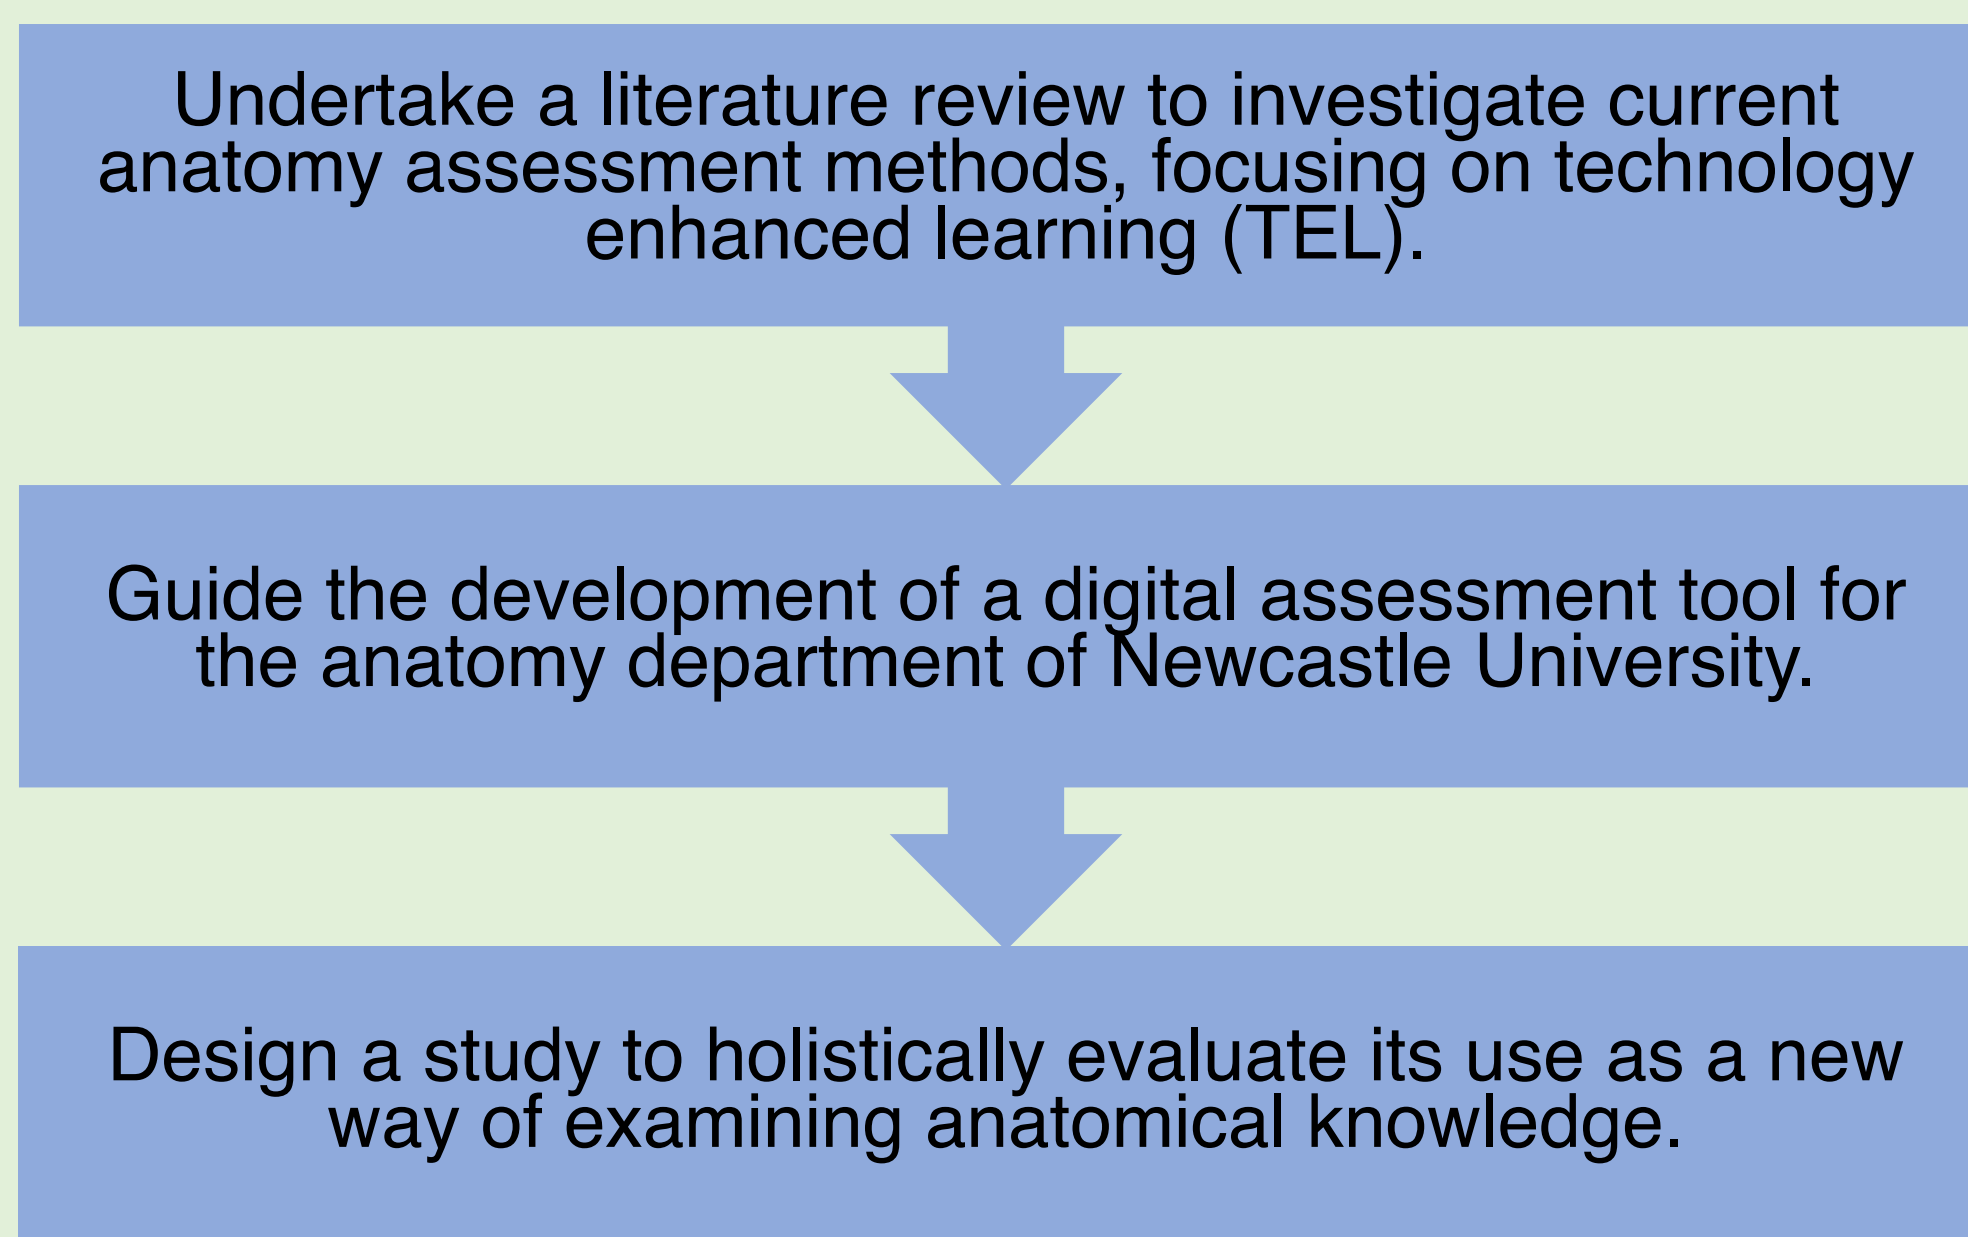 Undertake a literature review to investigate current
anatomy assessment methods, focusing on technology
enhanced learning (TEL).
Guide the development of a digital assessment tool for
the anatomy department of Newcastle University.
Design a study to holistically evaluate its use as a new
way of examining anatomical knowledge.